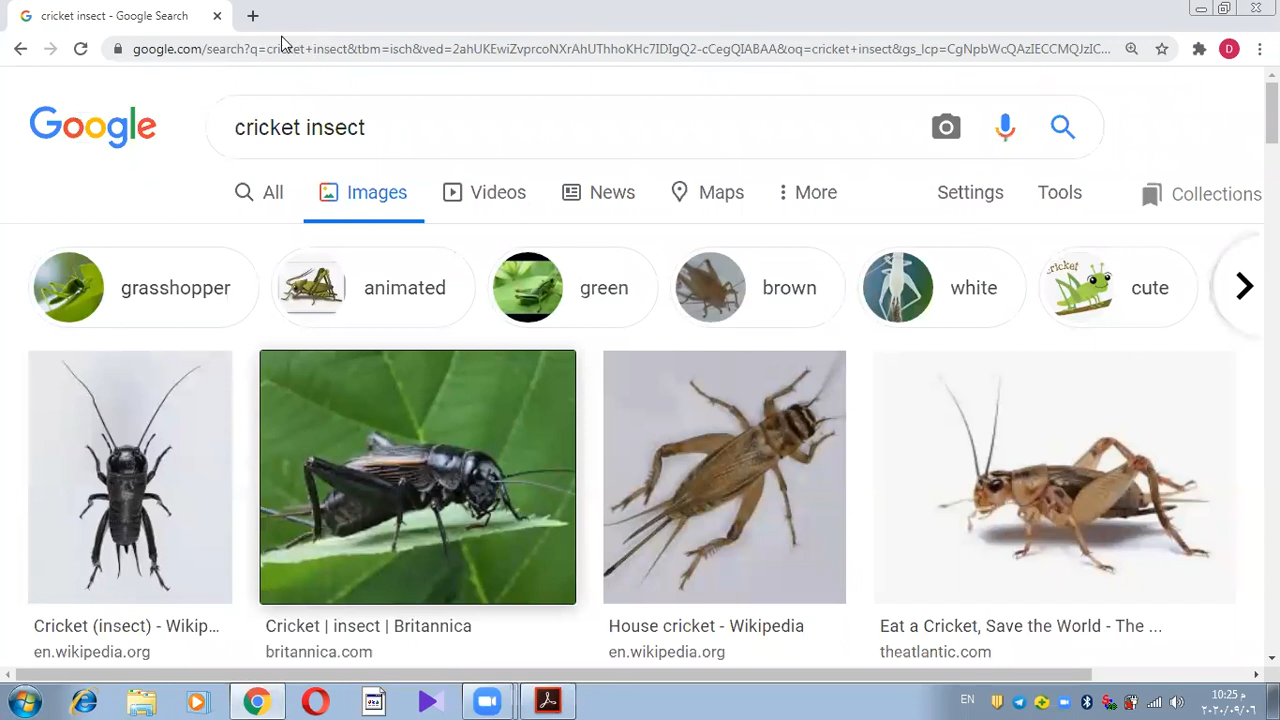 cricket insect - Google Search
google.com/search?q=cricket+insect&tbm=isch&ved=2ahUKEwiZvprcoNXrAhUThhoKHc7IDIgQ2-cCegQIABAA&oq=cricket+insect&gs_lcp=CgNpbWcQAzIECCMQJzIC...
D
Google
cricket insect
All
Images
Videos
News
Maps
More
Settings
Tools
Collections
grasshopper
animated
green
brown
cricket
white
cute
Cricket (insect) - Wikip...
Cricket | insect | Britannica
House cricket - Wikipedia
Eat a Cricket, Save the World - The ...
en.wikipedia.org
britannica.com
en.wikipedia.org
theatlantic.com
EN
10:25 ص
٢٠٢٠/٠٩/٠٦